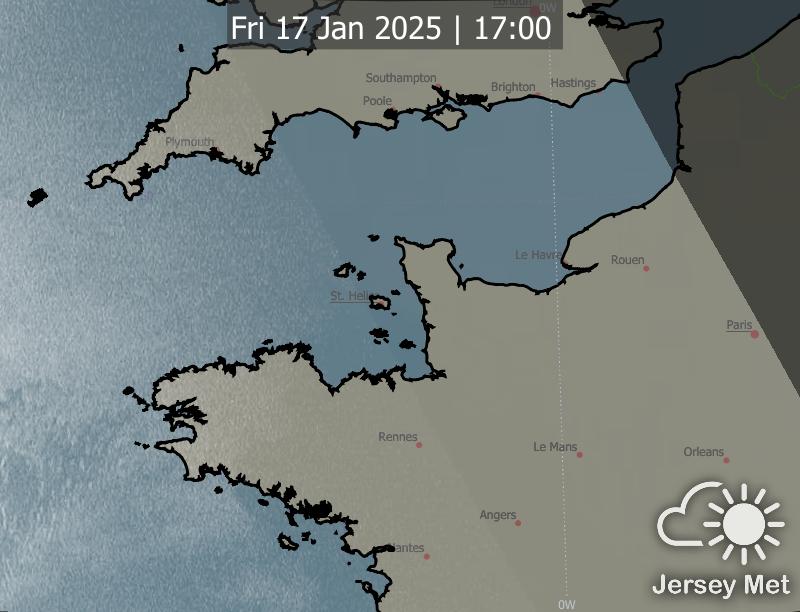 London
0W
Fri 17 Jan 2025 | 17:00
Southampton
Brighton
Hastings
Poole
Plymouth
Le Havre
Rouen
St. Helier
Paris
Rennes
Le Mans
Orleans
Angers
Nantes
Jersey Met
0W